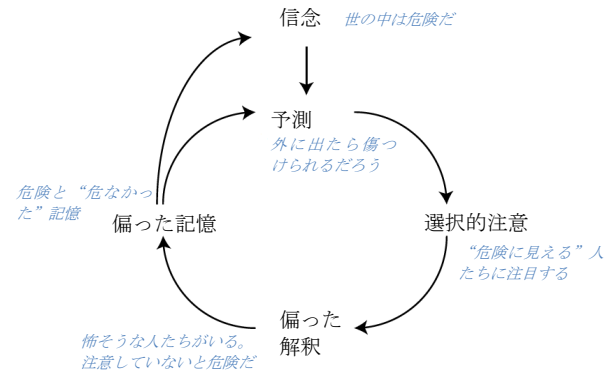 信念
世の中は危険だ
予測
外に出たら傷つ
けられるだろう
選択的注意
“危険に見える”人
たちに注目する
偏った
解釈
怖そうな人たちがいる。
注意していないと危険だ
偏った記憶
危険と“危なかっ
た”記憶